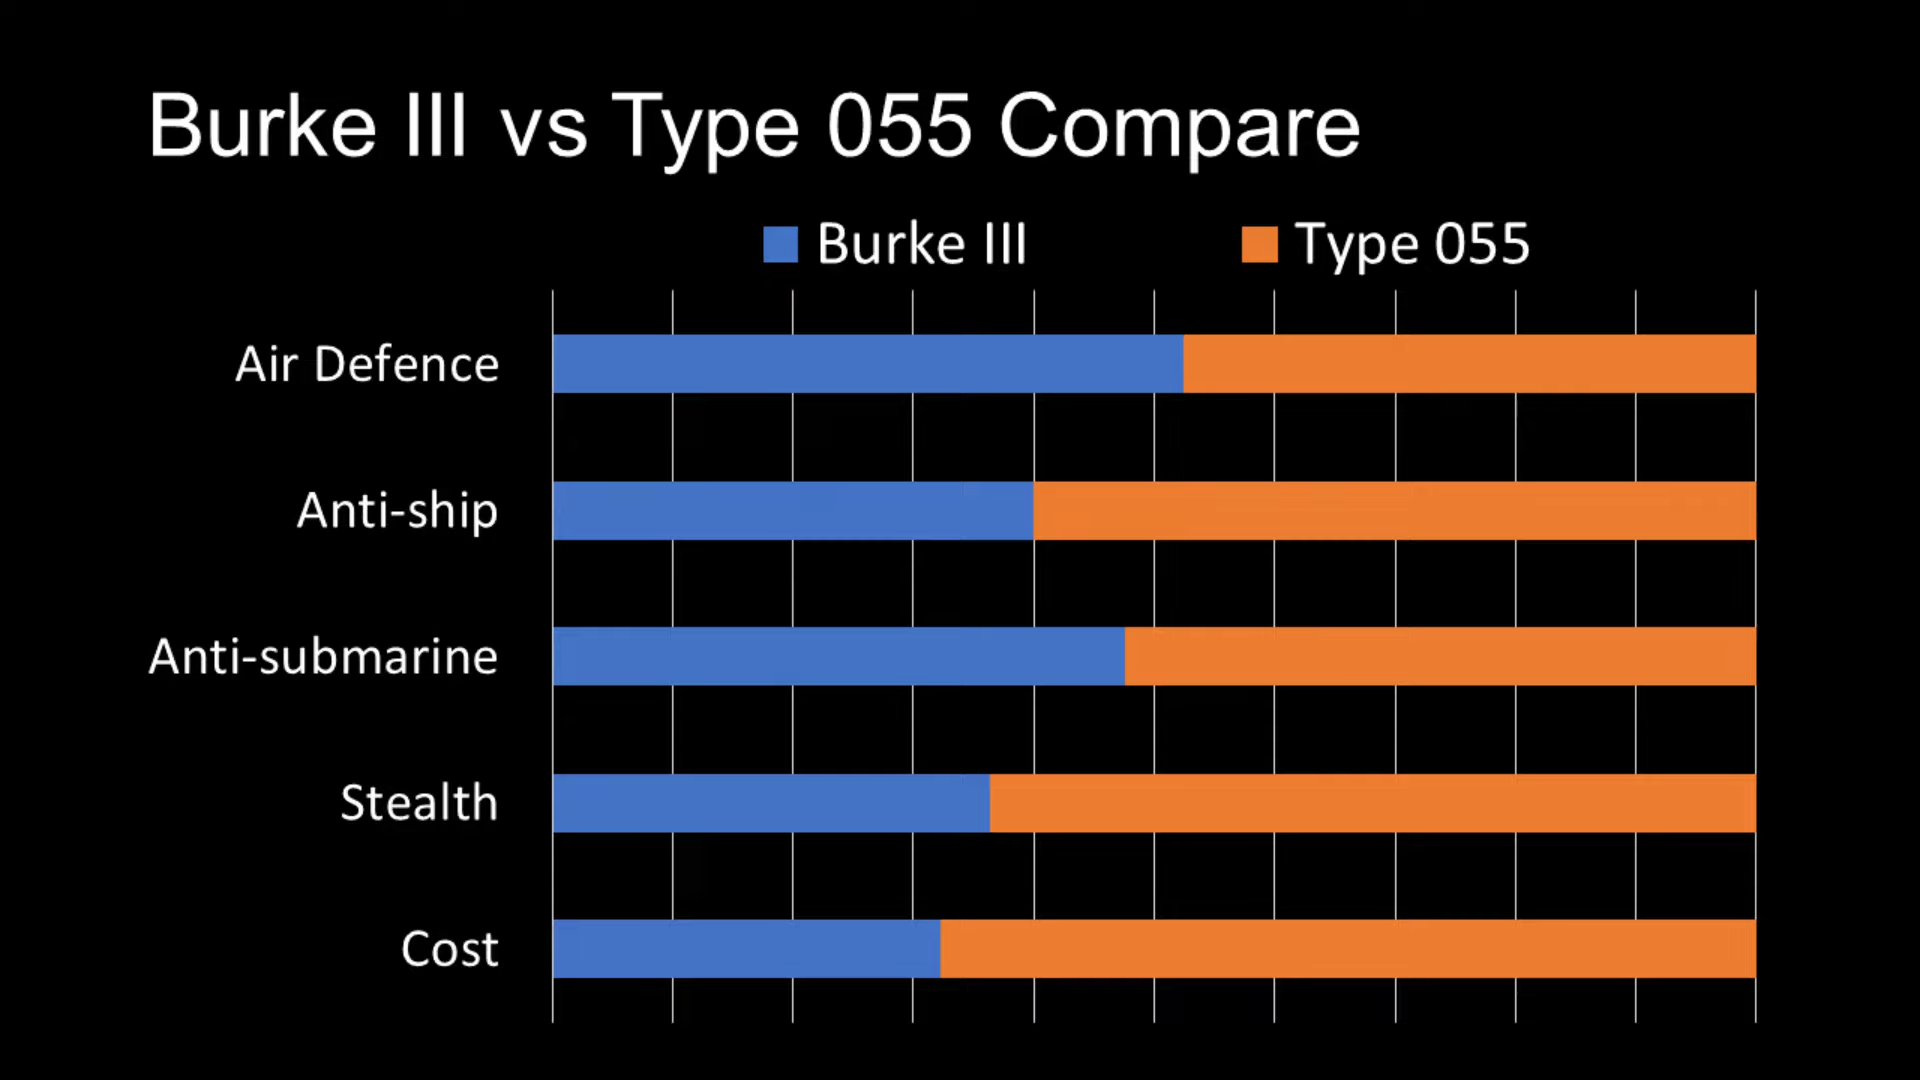 Burke III vs Type 055 Compare
Burke III
Type 055
Air Defence
Anti-ship
Anti-submarine
Stealth
Cost